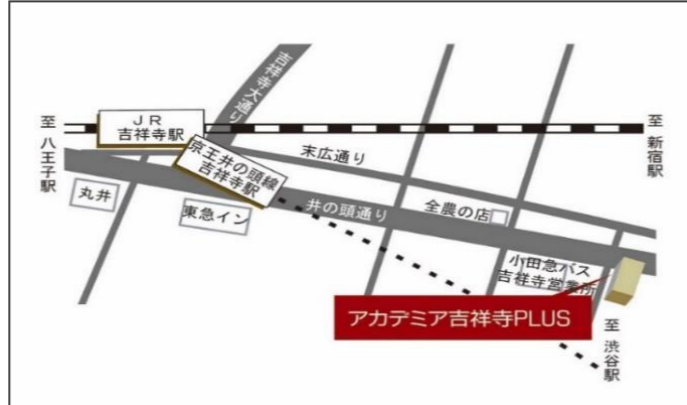 吉祥寺大通り
JR
吉祥寺駅
至 八王子駅
至 新宿駅
京王井の頭線
吉祥寺駅
末広通り
丸井
東急イン
井の頭通り
全農の店
小田急バス
吉祥寺営業所
アカデミア吉祥寺PLUS
至 渋谷駅